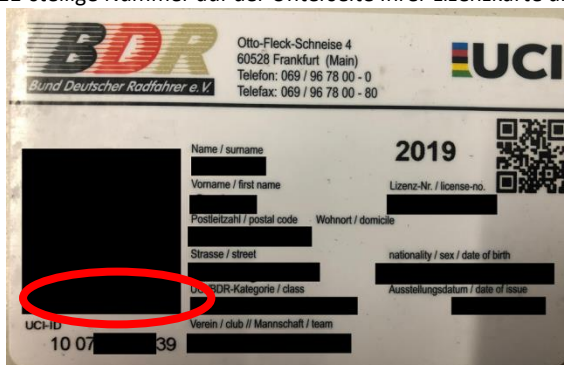 stellige Nummer auf der Unterseite Ihrer Lizenzkarte
BDR
Bund Deutscher Radfahrer e.V.
Otto-Fleck-Schneise 4
60528 Frankfurt (Main)
Telefon: 069 / 96 78 00 - 0
Telefax: 069 / 96 78 00 - 80
UCI
Name / surname
2019
Vorname / first name
Lizenz-Nr. / license-no.
Postleitzahl / postal code Wohnort / domicile
Strasse / street
nationality / sex / date of birth
UCI/BDR-Kategorie / class
Ausstellungsdatum / date of issue
UCI-ID
Verein / club // Mannschaft / team
10 07 39